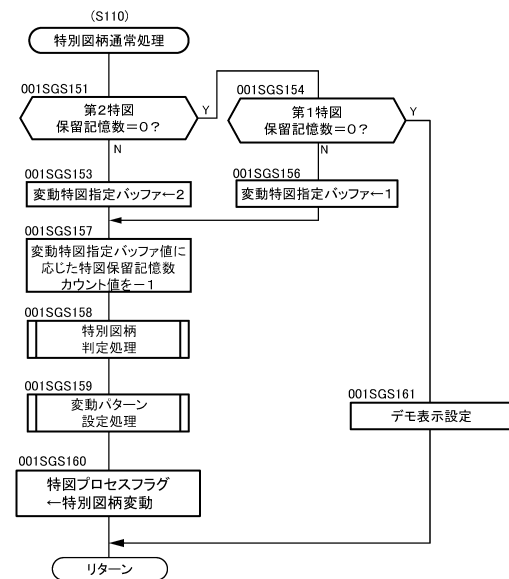 (S110)
特別図柄通常処理
001SGS151
第2特図
保留記憶数＝0？
Y
N
001SGS154
第1特図
保留記憶数＝0？
Y
N
001SGS153
変動特図指定バッファ←2
001SGS156
変動特図指定バッファ←1
001SGS157
変動特図指定バッファ値に
応じた特図保留記憶数
カウント値を－1
001SGS158
特別図柄
判定処理
001SGS159
変動パターン
設定処理
001SGS161
デモ表示設定
001SGS160
特図プロセスフラグ
←特別図柄変動
リターン